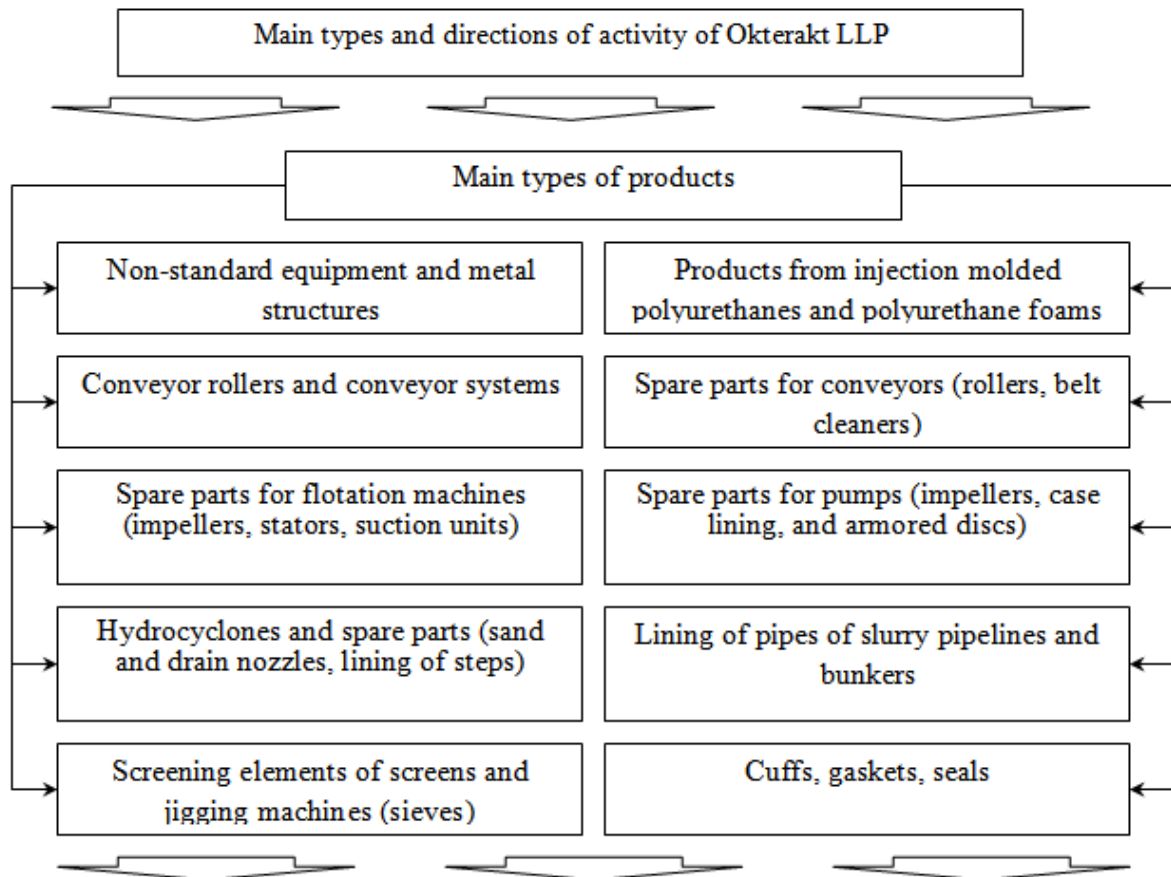 Main types and directions of activity of Okterakt LLP
Main types of products
Non-standard equipment and metal
structures
Products from injection molded
polyurethanes and polyurethane foams
Conveyor rollers and conveyor systems
Spare parts for conveyors (rollers, belt
cleaners)
Spare parts for flotation machines
(impellers, stators, suction units)
Spare parts for pumps (impellers, case
lining, and armored discs)
Hydrocyclones and spare parts (sand
and drain nozzles, lining of steps)
Lining of pipes of slurry pipelines and
bunkers
Screening elements of screens and
jigging machines (sieves)
Cuffs, gaskets, seals